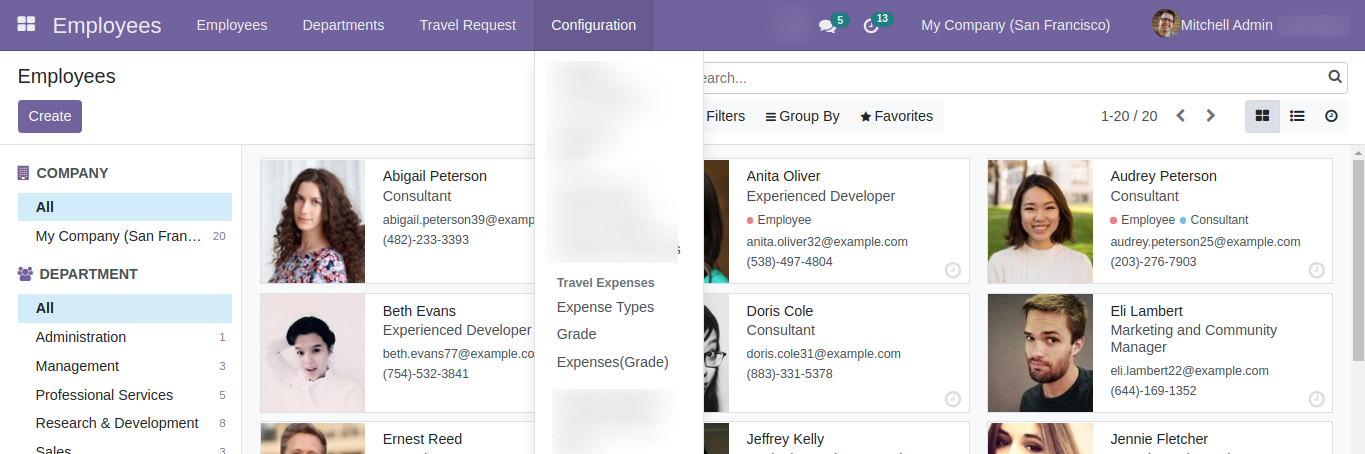 Employees
Employees
Departments
Travel Request
Configuration
5
13
My Company (San Francisco)
Mitchell Admin
Employees
earch...
Create
Filters
Group By
Favorites
1-20 / 20
COMPANY
All
My Company (San Fran… 20
DEPARTMENT
All
Administration 1
Management 3
Professional Services 5
Research & Development 8
Sales 3
Travel Expenses
Expense Types
Grade
Expenses(Grade)
Abigail Peterson
Consultant
abigail.peterson39@examp
(482)-233-3393
Anita Oliver
Experienced Developer
Employee
anita.oliver32@example.com
(538)-497-4804
Audrey Peterson
Consultant
Employee Consultant
audrey.peterson25@example.com
(203)-276-7903
Beth Evans
Experienced Developer
beth.evans77@example.co
(754)-532-3841
Doris Cole
Consultant
doris.cole31@example.com
(883)-331-5378
Eli Lambert
Marketing and Community
Manager
eli.lambert22@example.com
(644)-169-1352
Ernest Reed
Jeffrey Kelly
Jennie Fletcher